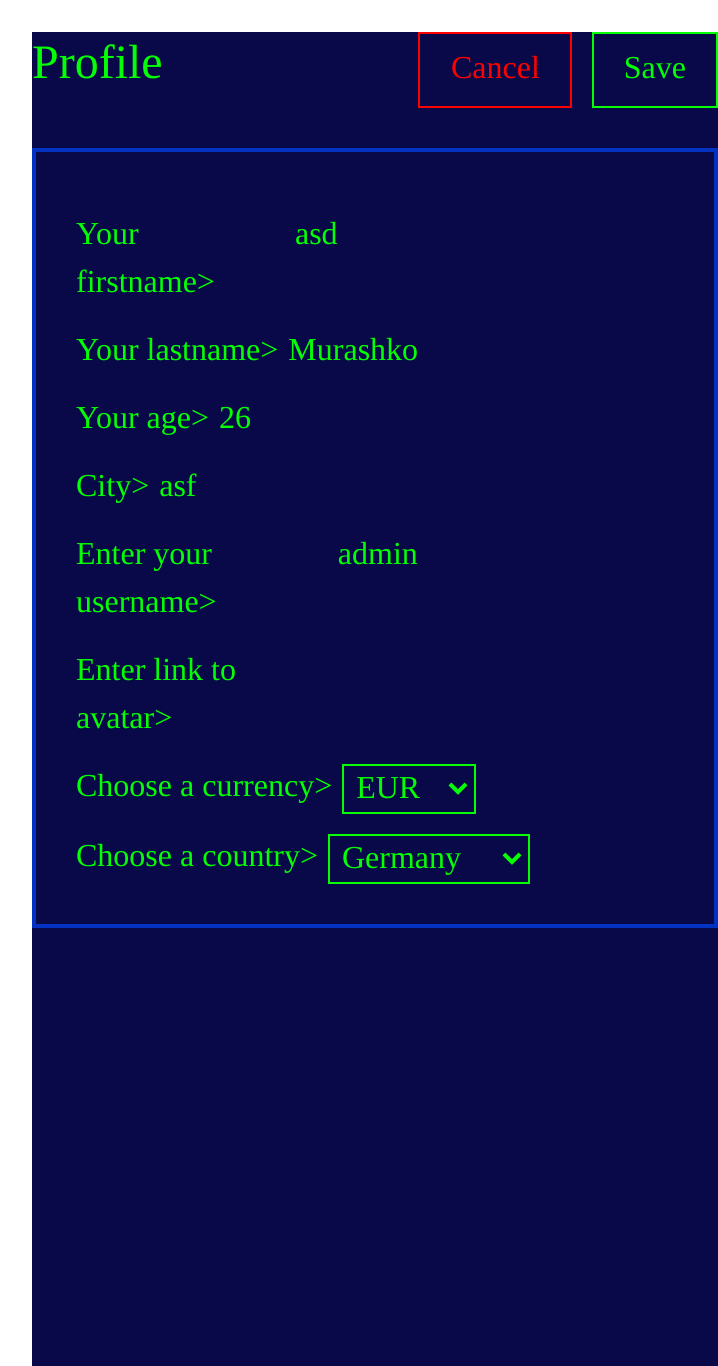 Profile Cancel Save
Your asd
firstname>
Your lastname> Murashko
Your age> 26
City> asf
Enter your admin
username>
Enter link to
avatar>
Choose a currency> EUR
Choose a country> Germany